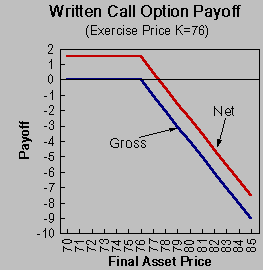 Written Call Option Payoff
(Exercise Price K=76)
2
1
0
-1
-2
-3
-4
-5
-6
-7
-8
-9
-10
Payoff
Net
Gross
70 71 72 73 74 75 76 77 78 79 80 81 82 83 84 85
Final Asset Price